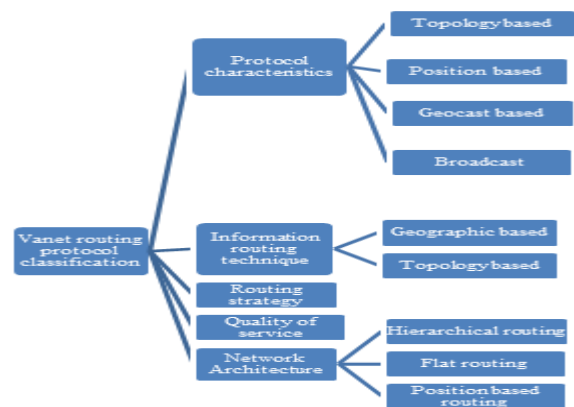 Vanet routing
protocol
classification
Protocol
characteristics
Topology based
Position based
Geocast based
Broadcast
Information
routing
technique
Geographic based
Topology based
Routing
strategy
Quality of
service
Network
Architecture
Hierarchical routing
Flat routing
Position based
routing